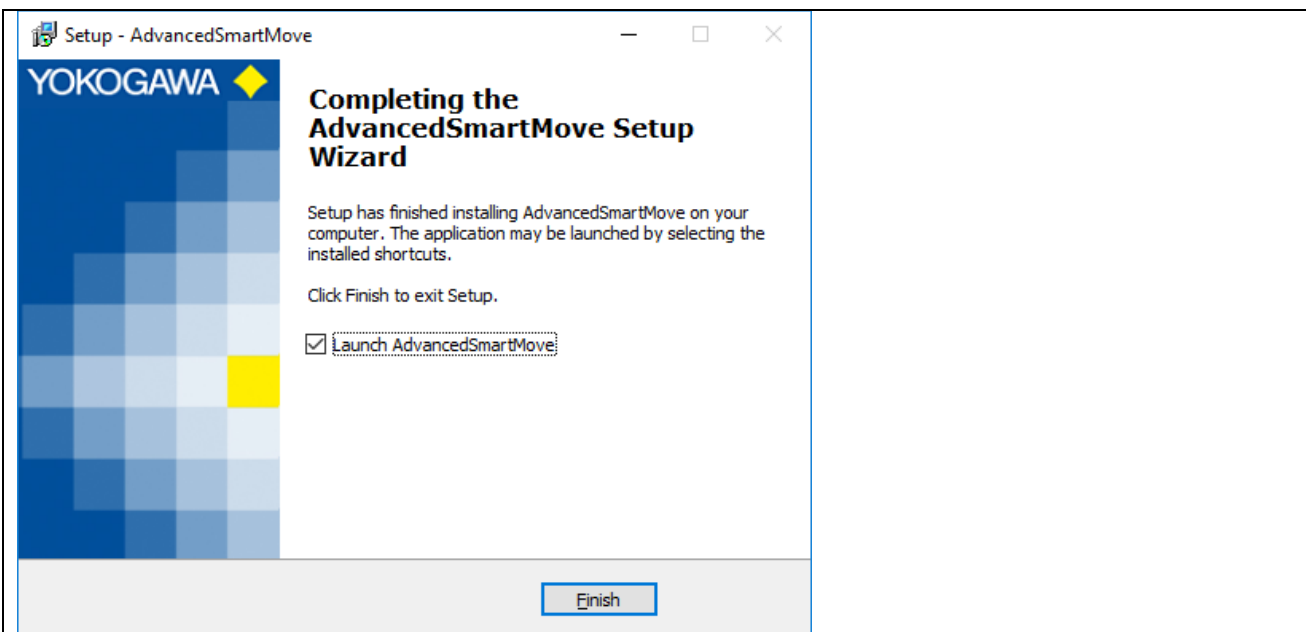 Setup - AdvancedSmartMove
YOKOGAWA
Completing the
AdvancedSmartMove Setup
Wizard
Setup has finished installing AdvancedSmartMove on your
computer. The application may be launched by selecting the
installed shortcuts.
Click Finish to exit Setup.
Launch AdvancedSmartMove
Finish